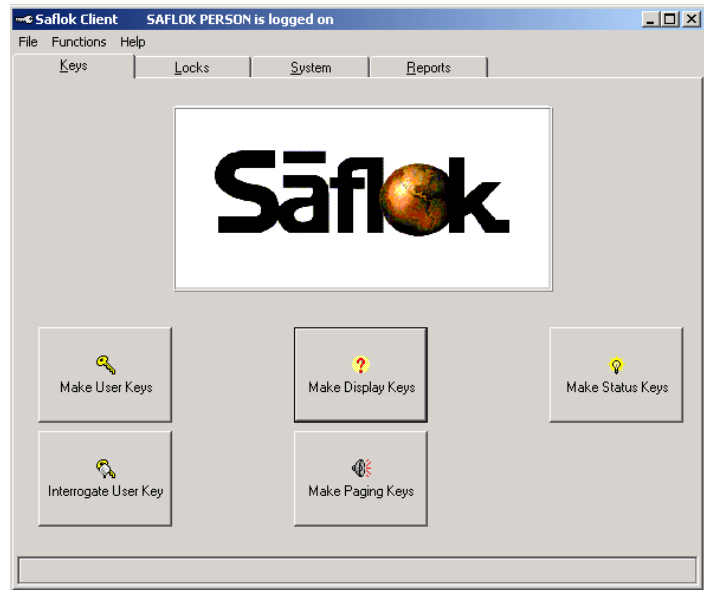 Saflok Client SAFLOK PERSON is logged on
File Functions Help
Keys Locks System Reports
Sāflok
Make User Keys
Make Display Keys
Make Status Keys
Interrogate User Key
Make Paging Keys